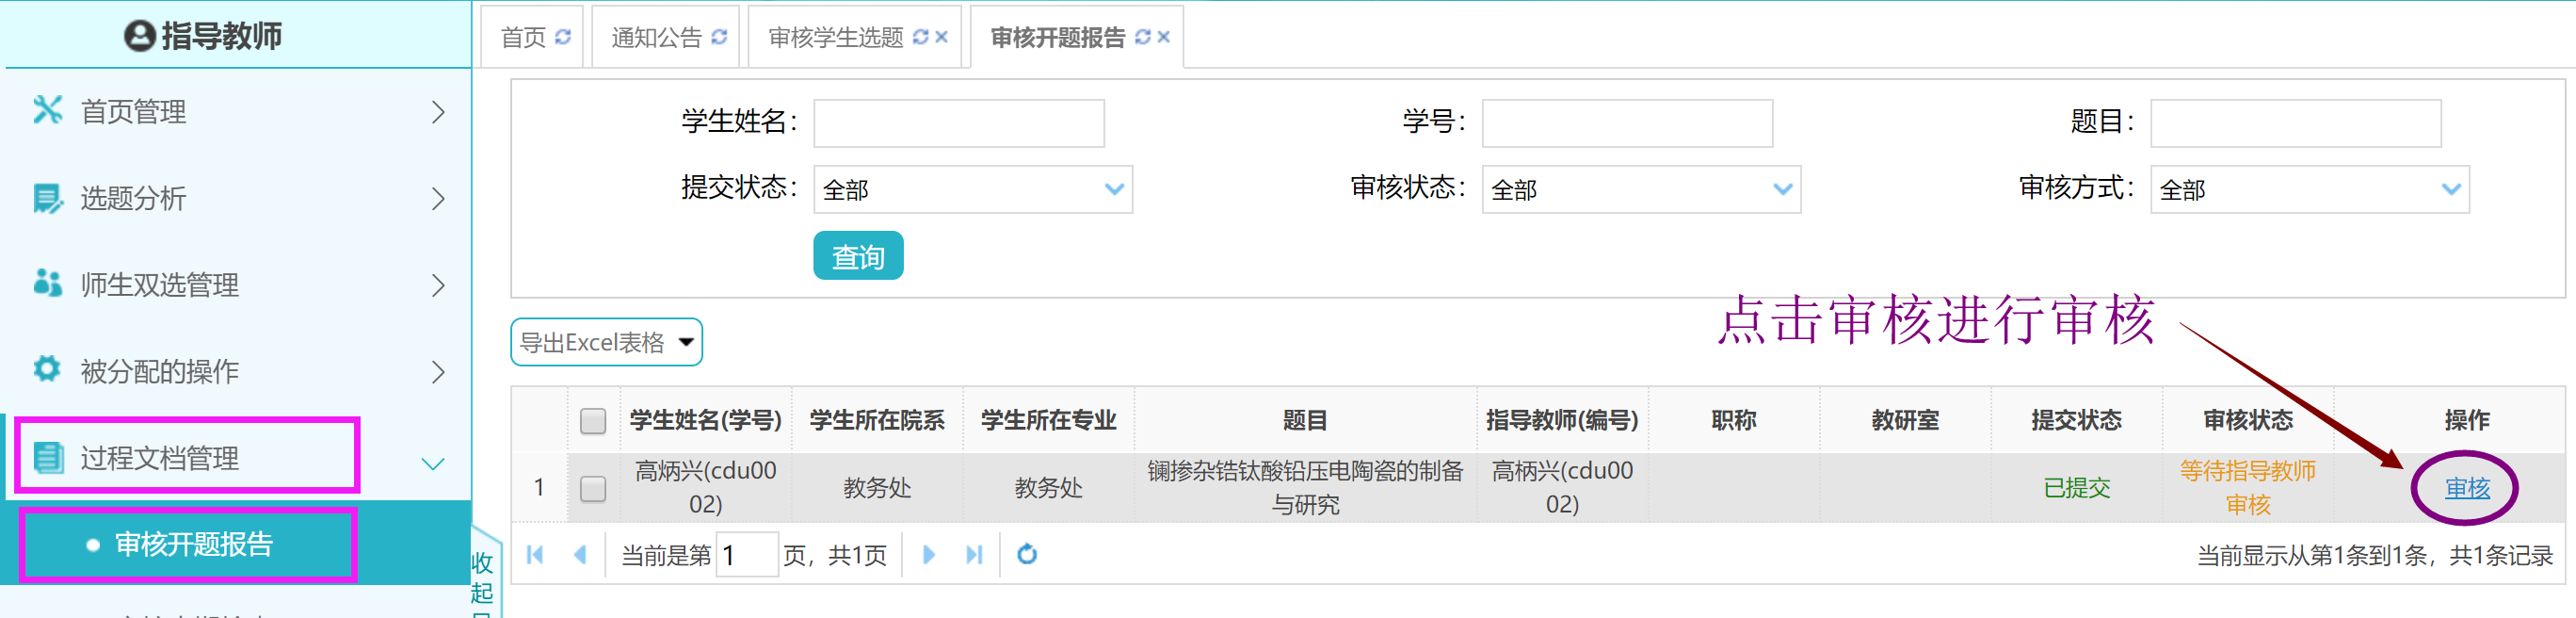 指导教师
首页
通知公告
审核学生选题
审核开题报告
首页管理
选题分析
师生双选管理
被分配的操作
过程文档管理
审核开题报告
收
起
学生姓名：
学号：
题目：
提交状态： 全部
审核状态： 全部
审核方式： 全部
查询
点击审核进行审核
导出Excel表格
学生姓名(学号) 学生所在院系 学生所在专业 题目 指导教师(编号) 职称 教研室 提交状态 审核状态 操作
1 高炳兴(cdu00 教务处 教务处 镧掺杂锆钛酸铅压电陶瓷的制备 高柄兴(cdu00 已提交 等待指导教师 审核
02) 与研究 02) 审核
当前是第 1 页，共1页
当前显示从第1条到1条，共1条记录